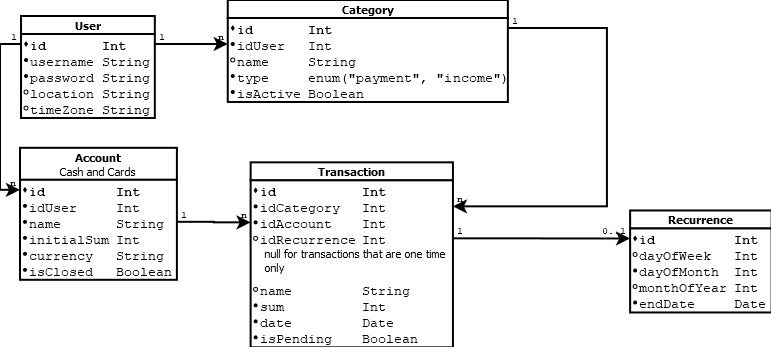 User
id Int
username String
password String
location String
timeZone String
Category
id Int
idUser Int
name String
type enum("payment", "income")
isActive Boolean
1
1
n
1
Account
Cash and Cards
id Int
idUser Int
name String
initialSum Int
currency String
isClosed Boolean
n
1
n
Transaction
id Int
idCategory Int
idAccount Int
idRecurrence Int
null for transactions that are one time
only
name String
sum Int
date Date
isPending Boolean
n
1
0..1
Recurrence
id Int
dayOfWeek Int
dayOfMonth Int
monthOfYear Int
endDate Date